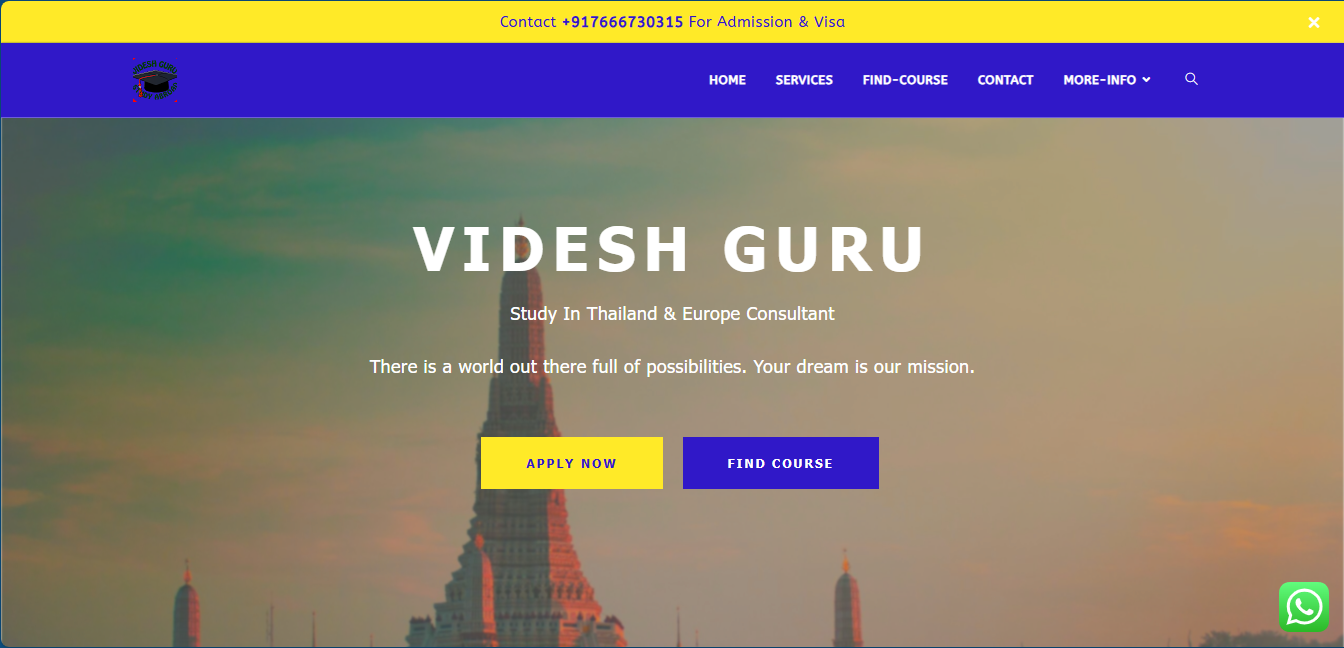 Contact +917666730315 For Admission & Visa
HOME SERVICES FIND-COURSE CONTACT MORE-INFO
VIDESH GURU
Study In Thailand & Europe Consultant
There is a world out there full of possibilities. Your dream is our mission.
APPLY NOW FIND COURSE